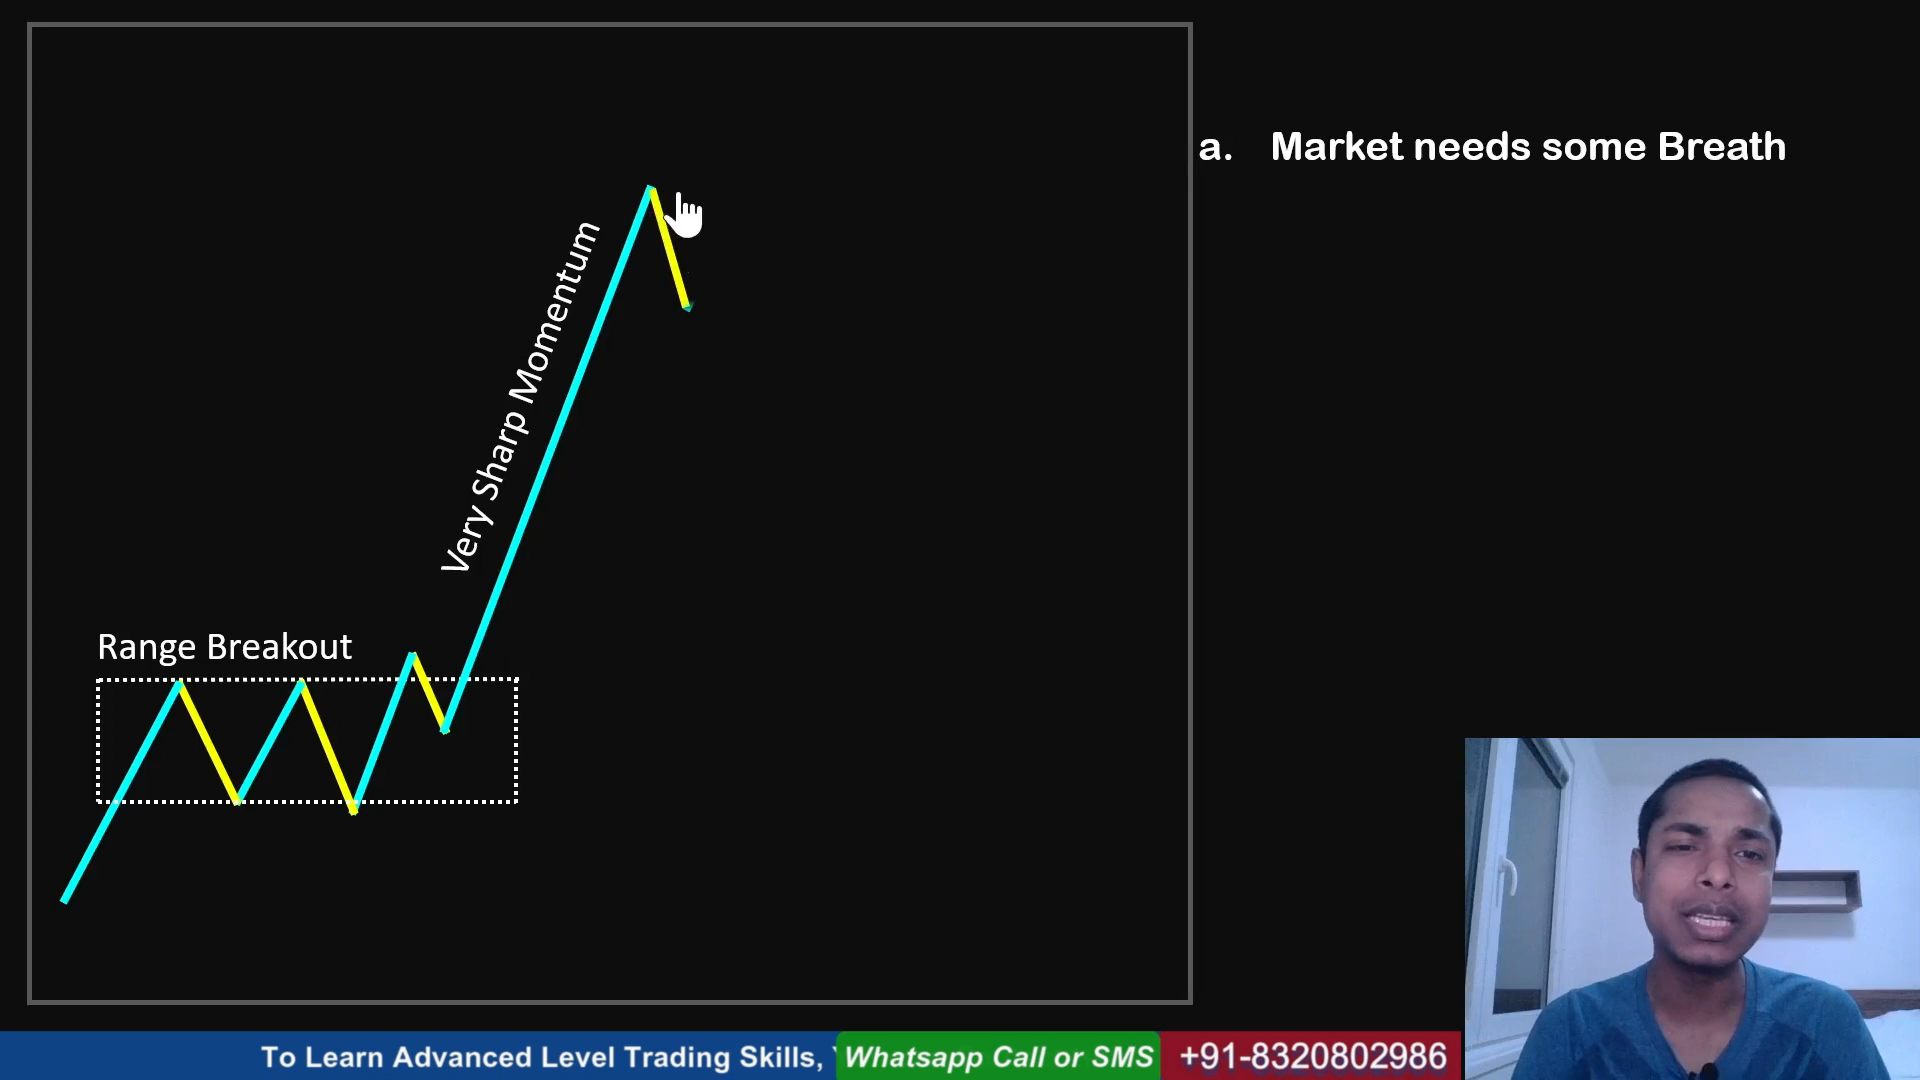 a. Market needs some Breath
Very Sharp Momentum
Range Breakout
To Learn Advanced Level Trading Skills,
Whatsapp Call or SMS
+91-8320802986